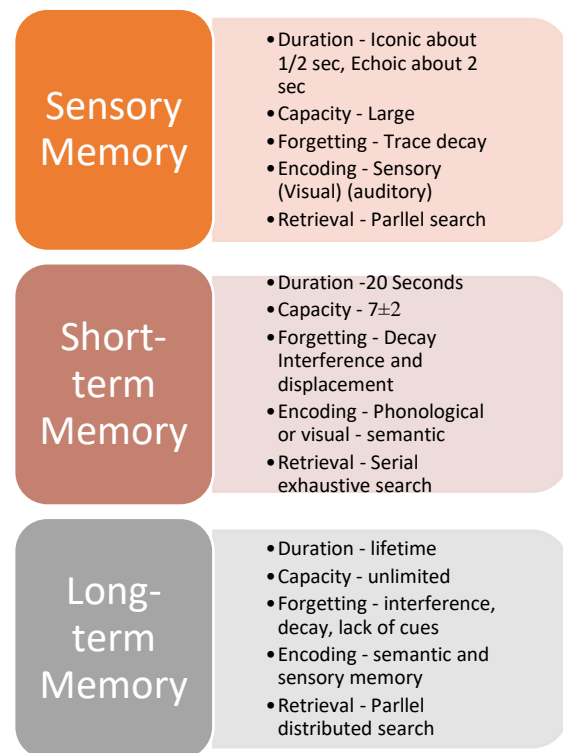 Sensory
Memory
•Duration - Iconic about
1/2 sec, Echoic about 2
sec
•Capacity - Large
•Forgetting - Trace decay
•Encoding - Sensory
(Visual) (auditory)
•Retrieval - Parllel search
Short-
term
Memory
•Duration -20 Seconds
•Capacity - 7±2
•Forgetting - Decay
Interference and
displacement
•Encoding - Phonological
or visual - semantic
•Retrieval - Serial
exhaustive search
Long-
term
Memory
•Duration - lifetime
•Capacity - unlimited
•Forgetting - interference,
decay, lack of cues
•Encoding - semantic and
sensory memory
•Retrieval - Parllel
distributed search